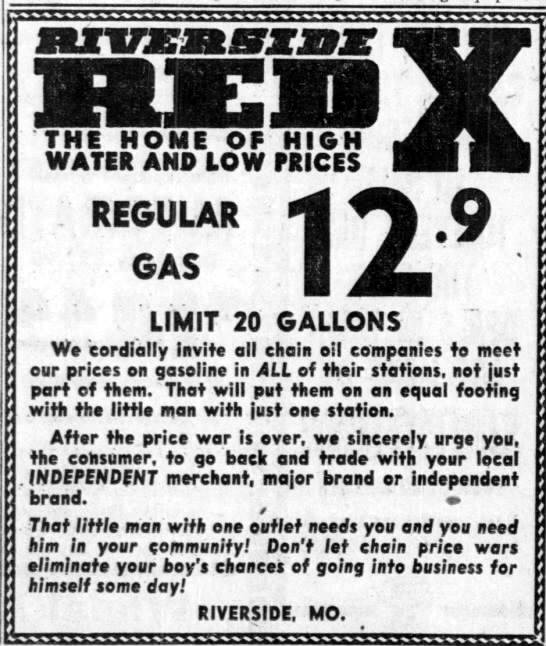 RIVERSIDE
RED X
THE HOME OF HIGH
WATER AND LOW PRICES
REGULAR
GAS
12.9
LIMIT 20 GALLONS
We cordially invite all chain oil companies to meet
our prices on gasoline in ALL of their stations, not just
part of them. That will put them on an equal footing
with the little man with just one station.
After the price war is over, we sincerely urge you,
the consumer, to go back and trade with your local
INDEPENDENT merchant, major brand or independent
brand.
That little man with one outlet needs you and you need
him in your community! Don't let chain price wars
eliminate your boy's chances of going into business for
himself some day!
RIVERSIDE, MO.